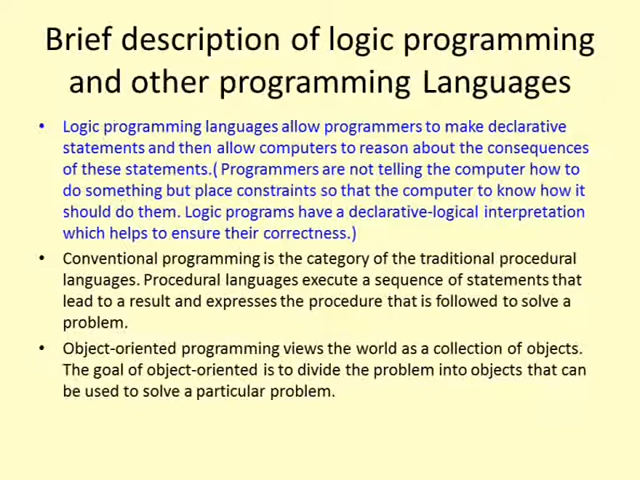 Brief description of logic programming
and other programming Languages
• Logic programming languages allow programmers to make declarative
statements and then allow computers to reason about the consequences
of these statements.( Programmers are not telling the computer how to
do something but place constraints so that the computer to know how it
should do them. Logic programs have a declarative-logical interpretation
which helps to ensure their correctness.)
• Conventional programming is the category of the traditional procedural
languages. Procedural languages execute a sequence of statements that
lead to a result and expresses the procedure that is followed to solve a
problem.
• Object-oriented programming views the world as a collection of objects.
The goal of object-oriented is to divide the problem into objects that can
be used to solve a particular problem.